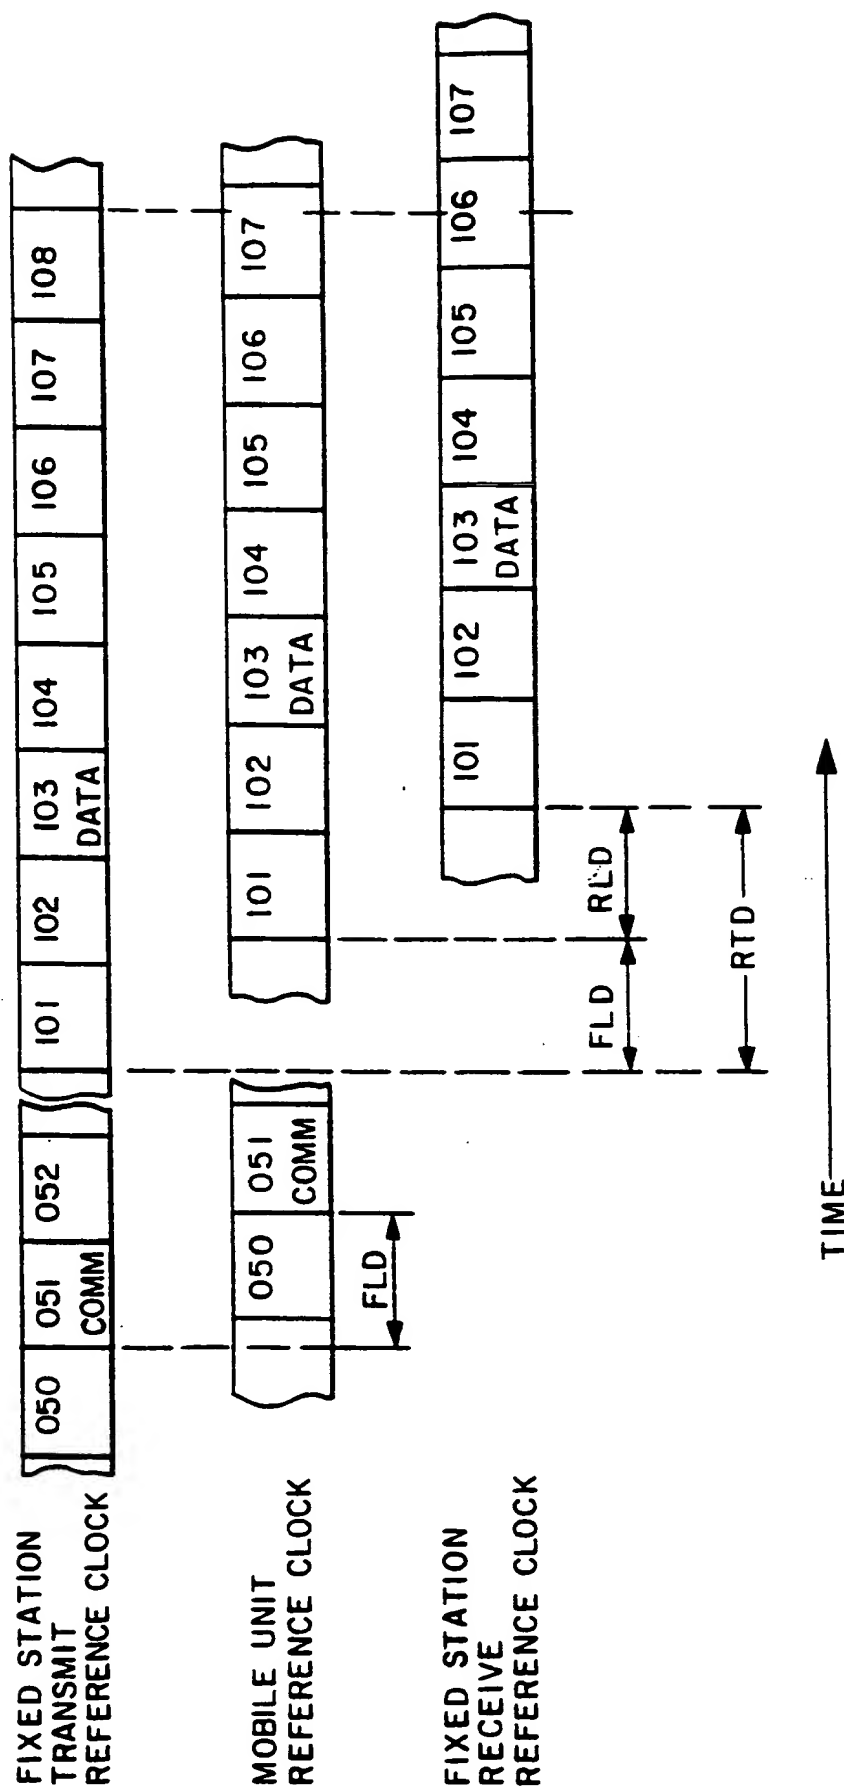 FIXED STATION
TRANSMIT
REFERENCE CLOCK
050
051
COMM
052
101
102
103
DATA
104
105
106
107
108
MOBILE UNIT
REFERENCE CLOCK
050
051
COMM
101
102
103
DATA
104
105
106
107
FLD
FIXED STATION
RECEIVE
REFERENCE CLOCK
101
102
103
DATA
104
105
106
107
FLD
RLD
RTD
TIME